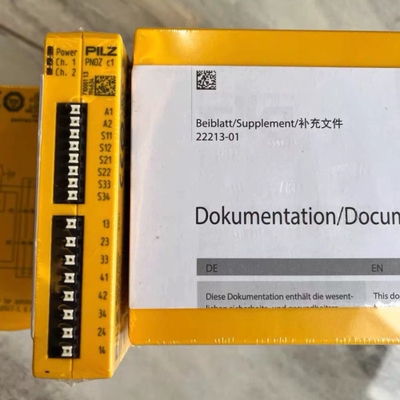 Power
Ch. 1
Ch. 2
PILZ
PNOZ c1
A1
A2
S11
S12
S21
S22
S33
S34
13
23
31
41
42
34
24
14
Beiblatt/Supplement/补充文件
22213-01
Dokumentation/Docum
DE EN
Diese Dokumentation enthält die wesent- This do